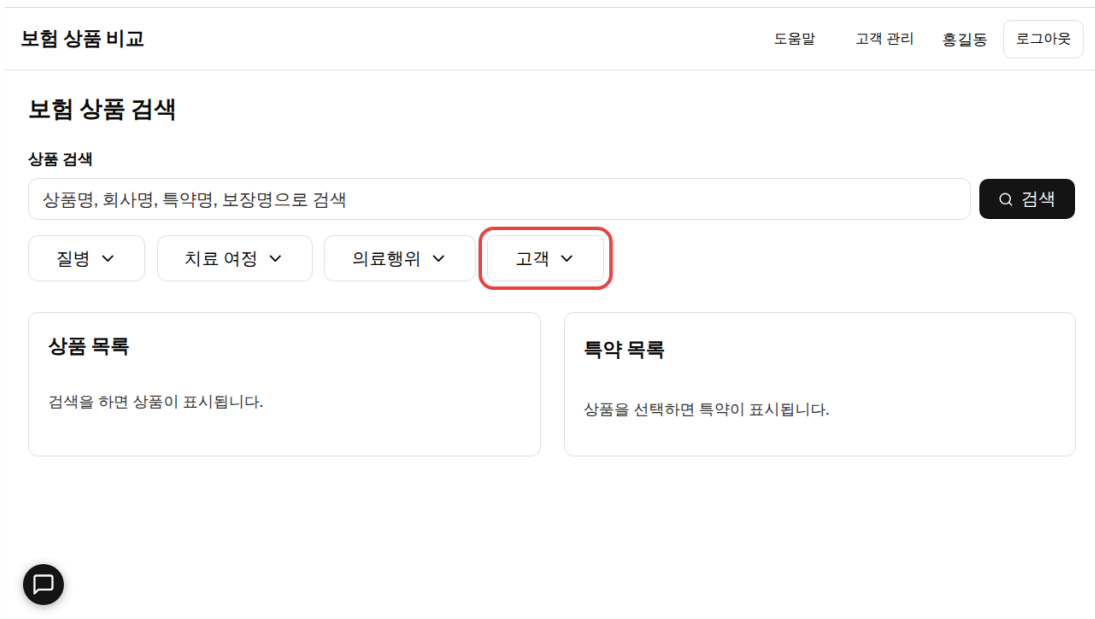 보험 상품 비교
도움말 고객 관리 홍길동 로그아웃
보험 상품 검색
상품 검색
상품명, 회사명, 특약명, 보장명으로 검색
검색
질병 치료 여정 의료행위 고객
상품 목록
검색을 하면 상품이 표시됩니다.
특약 목록
상품을 선택하면 특약이 표시됩니다.